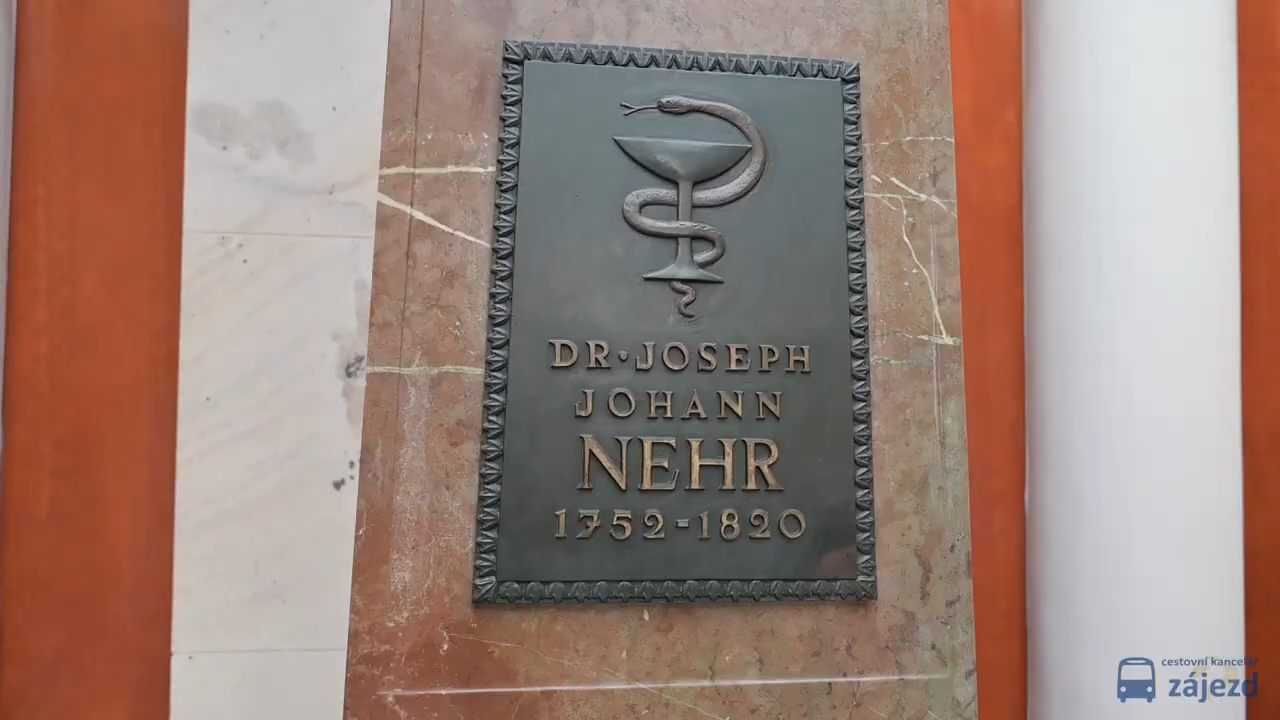 DR·JOSEPH
JOHANN
NEHR
1752-1820
cestovní kancelář
zájezd